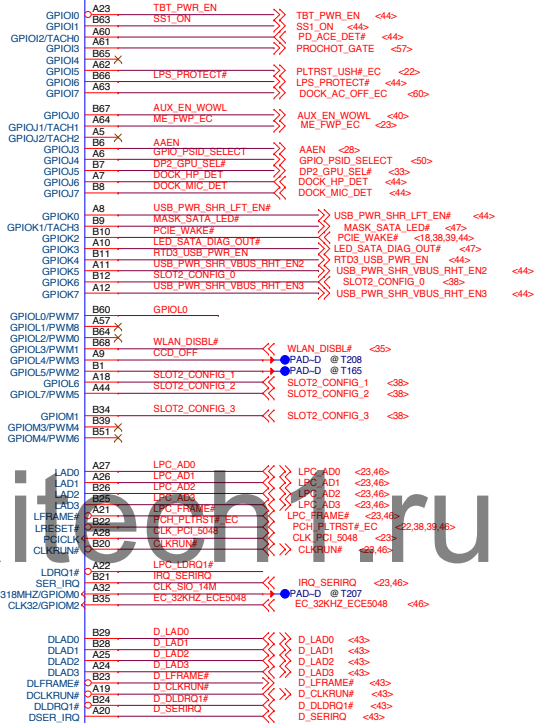 GPIOI0 A23 TBT_PWR_EN TBT_PWR_EN <44>
GPIOI1 B63 SS1_ON SS1_ON <44>
GPIOI2/TACH0 A60 PD_ACE_DET# <44>
GPIOI3 A61 PROCHOT_GATE <57>
GPIOI4 B65
GPIOI5 A62 PLTRST_USH#_EC <22>
GPIOI6 B66 LPS_PROTECT# LPS_PROTECT# <44>
GPIOI7 A63 DOCK_AC_OFF_EC <60>
GPIOJ0 B67 AUX_EN_WOWL AUX_EN_WOWL <40>
GPIOJ1/TACH1 A64 ME_FWP_EC ME_FWP_EC <23>
GPIOJ2/TACH2 A5
GPIOJ3 B6 AAEN AAEN <28>
GPIOJ4 A6 GPIO_PSID_SELECT GPIO_PSID_SELECT <50>
GPIOJ5 B7 DP2_GPU_SEL# DP2_GPU_SEL# <33>
GPIOJ6 A7 DOCK_HP_DET DOCK_HP_DET <44>
GPIOJ7 B8 DOCK_MIC_DET DOCK_MIC_DET <44>
GPIOK0 A8 USB_PWR_SHR_LFT_EN# USB_PWR_SHR_LFT_EN# <44>
GPIOK1/TACH3 B9 MASK_SATA_LED# MASK_SATA_LED# <47>
GPIOK2 B10 PCIE_WAKE# PCIE_WAKE# <18,38,39,44>
GPIOK3 A10 LED_SATA_DIAG_OUT# LED_SATA_DIAG_OUT# <47>
GPIOK4 B11 RTD3_USB_PWR_EN RTD3_USB_PWR_EN <44>
GPIOK5 A11 USB_PWR_SHR_VBUS_RHT_EN2 USB_PWR_SHR_VBUS_RHT_EN2 <44>
GPIOK6 B12 SLOT2_CONFIG_0 SLOT2_CONFIG_0 <38>
GPIOK7 A12 USB_PWR_SHR_VBUS_RHT_EN3 USB_PWR_SHR_VBUS_RHT_EN3 <44>
GPIOL0/PWM7 B60 GPIOL0
GPIOL1/PWM8 A57
GPIOL2/PWM0 B64
GPIOL3/PWM1 B68 WLAN_DISBL# WLAN_DISBL# <35>
GPIOL4/PWM3 A9 CCD_OFF PAD~D @T208
GPIOL5/PWM2 B1 PAD~D @T165
GPIOL6 A18 SLOT2_CONFIG_1 SLOT2_CONFIG_1 <38>
GPIOL7/PWM5 A44 SLOT2_CONFIG_2 SLOT2_CONFIG_2 <38>
GPIOM1 B34 SLOT2_CONFIG_3 SLOT2_CONFIG_3 <38>
GPIOM3/PWM4 B39
GPIOM4/PWM6 B51
LAD0 A27 LPC_AD0 LPC_AD0 <23,46>
LAD1 A26 LPC_AD1 LPC_AD1 <23,46>
LAD2 B26 LPC_AD2 LPC_AD2 <23,46>
LAD3 B25 LPC_AD3 LPC_AD3 <23,46>
LFRAME# A21 LPC_FRAME# LPC_FRAME# <23,46>
LRESET# B22 PCH_PLTRST#_EC PCH_PLTRST#_EC <22,38,39,46>
PCICLK A28 CLK_PCI_5048 CLK_PCI_5048 <23>
CLKRUN# B20 CLKRUN# CLKRUN# <23,46>
itech1.ru
LDRQ1# A22 LPC_LDRQ1#
SER_IRQ B21 IRQ_SERIRQ IRQ_SERIRQ <23,46>
318MHZ/GPIOM0 A32 CLK_SIO_14M PAD~D @T207
CLK32/GPIOM2 B35 EC_32KHZ_ECE5048 EC_32KHZ_ECE5048 <46>
DLAD0 B29 D_LAD0 D_LAD0 <43>
DLAD1 B28 D_LAD1 D_LAD1 <43>
DLAD2 A25 D_LAD2 D_LAD2 <43>
DLAD3 A24 D_LAD3 D_LAD3 <43>
DLFRAME# B23 D_LFRAME# D_LFRAME# <43>
DCLKRUN# A19 D_CLKRUN# D_CLKRUN# <43>
DLDRQ1# B24 D_DLDRQ1# D_DLDRQ1# <43>
DSER_IRQ A20 D_SERIRQ D_SERIRQ <43>